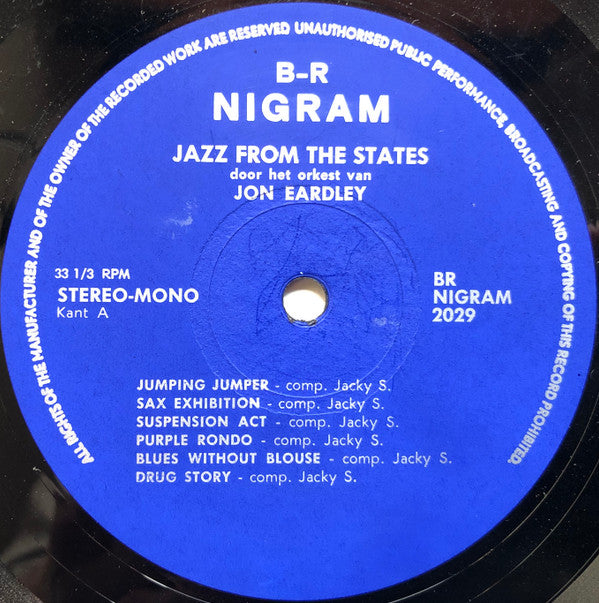 ALL RIGHTS OF THE MANUFACTURER AND OF THE OWNER OF THE RECORDED WORK ARE RESERVED UNAUTHORISED PUBLIC PERFORMANCE, BROADCASTING AND COPYING OF THIS RECORD PROHIBITED.
B-R
NIGRAM
JAZZ FROM THE STATES
door het orkest van
JON EARDLEY
33 1/3 RPM
STEREO-MONO
Kant A
BR
NIGRAM
2029
JUMPING JUMPER - comp. Jacky S.
SAX EXHIBITION - comp. Jacky S.
SUSPENSION ACT - comp. Jacky S.
PURPLE RONDO - comp. Jacky S.
BLUES WITHOUT BLOUSE - comp. Jacky S.
DRUG STORY - comp. Jacky S.